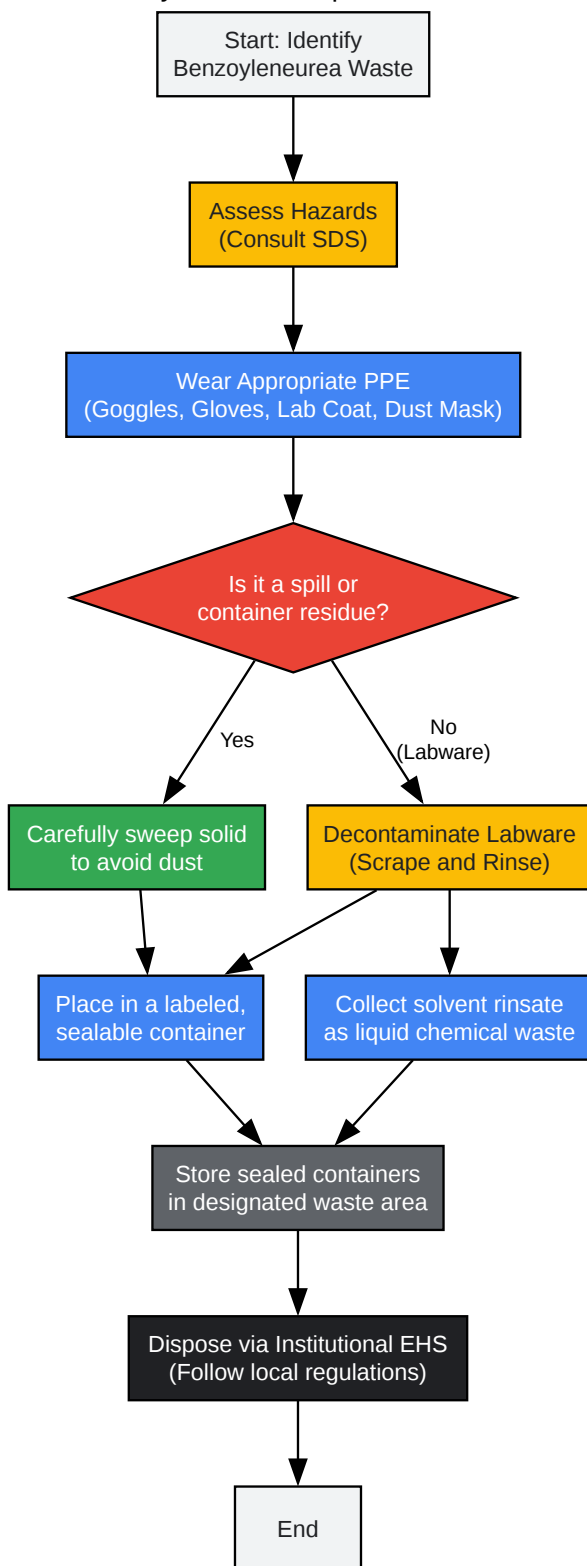 Start: Identify
Benzoyleneurea Waste
Assess Hazards
(Consult SDS)
Wear Appropriate PPE
(Goggles, Gloves, Lab Coat, Dust Mask)
Is it a spill or
container residue?
Yes
No
(Labware)
Carefully sweep solid
to avoid dust
Decontaminate Labware
(Scrape and Rinse)
Place in a labeled,
sealable container
Collect solvent rinsate
as liquid chemical waste
Store sealed containers
in designated waste area
Dispose via Institutional EHS
(Follow local regulations)
End